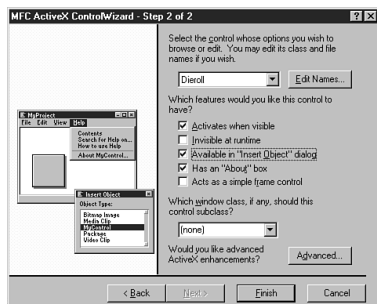 MFC ActiveX ControlWizard - Step 2 of 2
Select the control whose options you wish to
browse or edit. You may edit its class and file
names if you wish.
Dieroll
Edit Names...
Which features would you like this control to
have?
Activates when visible
Invisible at runtime
Available in "Insert Object" dialog
Has an "About" box
Acts as a simple frame control
Which window class, if any, should this
control subclass?
(none)
Would you like advanced
ActiveX enhancements?
Advanced...
MyProject
File Edit View Help
Contents
Search for Help on...
How to use Help
About MyControl...
Insert Object
Object Type:
Bitmap Image
Media Clip
MyControl
Package
Video Clip
< Back
Next >
Finish
Cancel